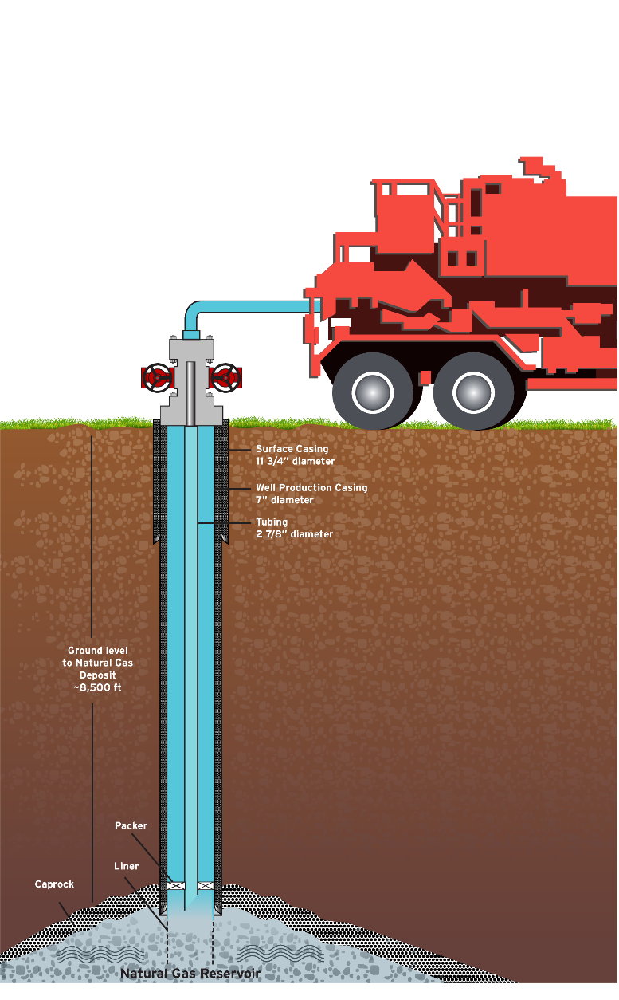 Surface Casing
11 3/4" diameter
Well Production Casing
7" diameter
Tubing
2 7/8" diameter
Ground level
to Natural Gas
Deposit
~8,500 ft
Packer
Liner
Caprock
Natural Gas Reservoir